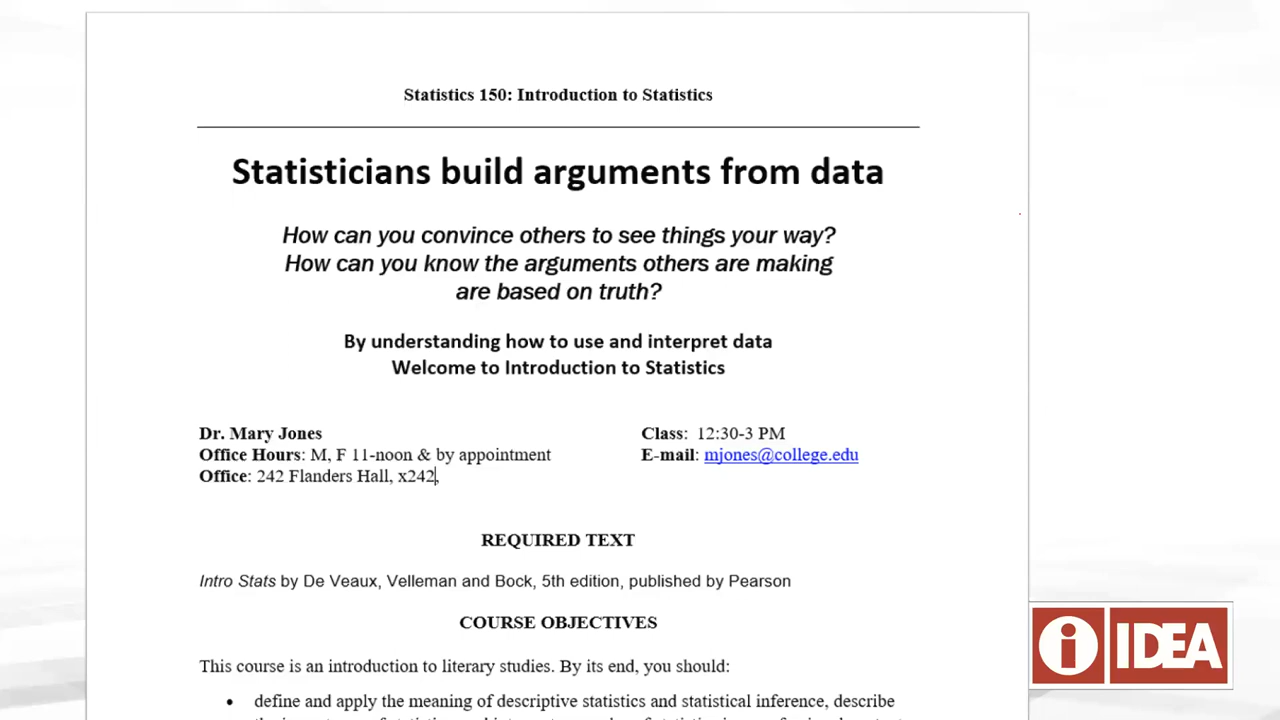 Statistics 150: Introduction to Statistics
Statisticians build arguments from data
How can you convince others to see things your way?
How can you know the arguments others are making
are based on truth?
By understanding how to use and interpret data
Welcome to Introduction to Statistics
Dr. Mary Jones
Class: 12:30-3 PM
Office Hours: M, F 11-noon & by appointment
E-mail: mjones@college.edu
Office: 242 Flanders Hall, x242,
REQUIRED TEXT
Intro Stats by De Veaux, Velleman and Bock, 5th edition, published by Pearson
COURSE OBJECTIVES
This course is an introduction to literary studies. By its end, you should:
• define and apply the meaning of descriptive statistics and statistical inference, describe
i IDEA